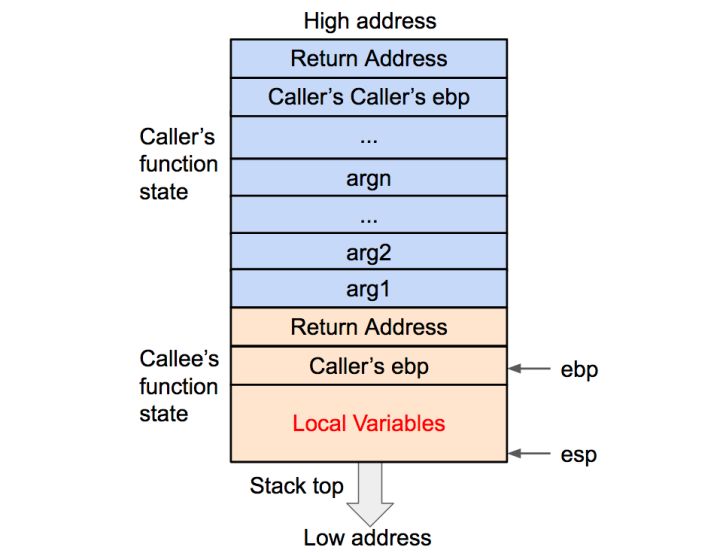 High address
Return Address
Caller's Caller's ebp
...
argn
...
arg2
arg1
Caller's
function
state
Return Address
Caller's ebp
Local Variables
Callee's
function
state
ebp
esp
Stack top
Low address